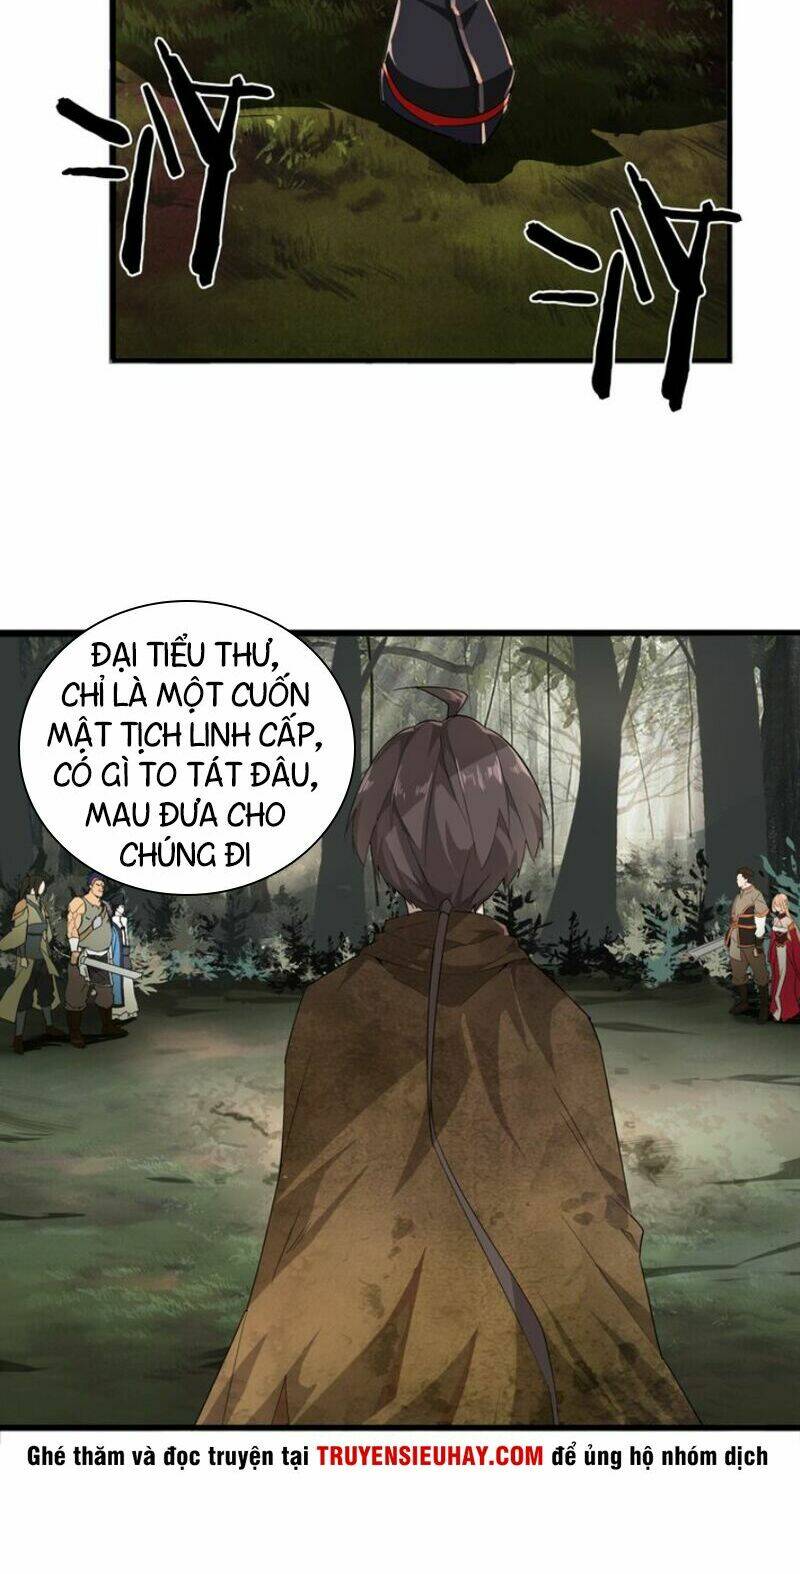 ĐẠI TIỂU THƯ,
CHỈ LÀ MỘT CUỐN
MẬT TỊCH LINH CẤP,
CÓ GÌ TO TÁT ĐÂU,
MAU ĐƯA CHO
CHÚNG ĐI
Ghé thăm và đọc truyện tại TRUYENSIEUHAY.COM để ủng hộ nhóm dịch